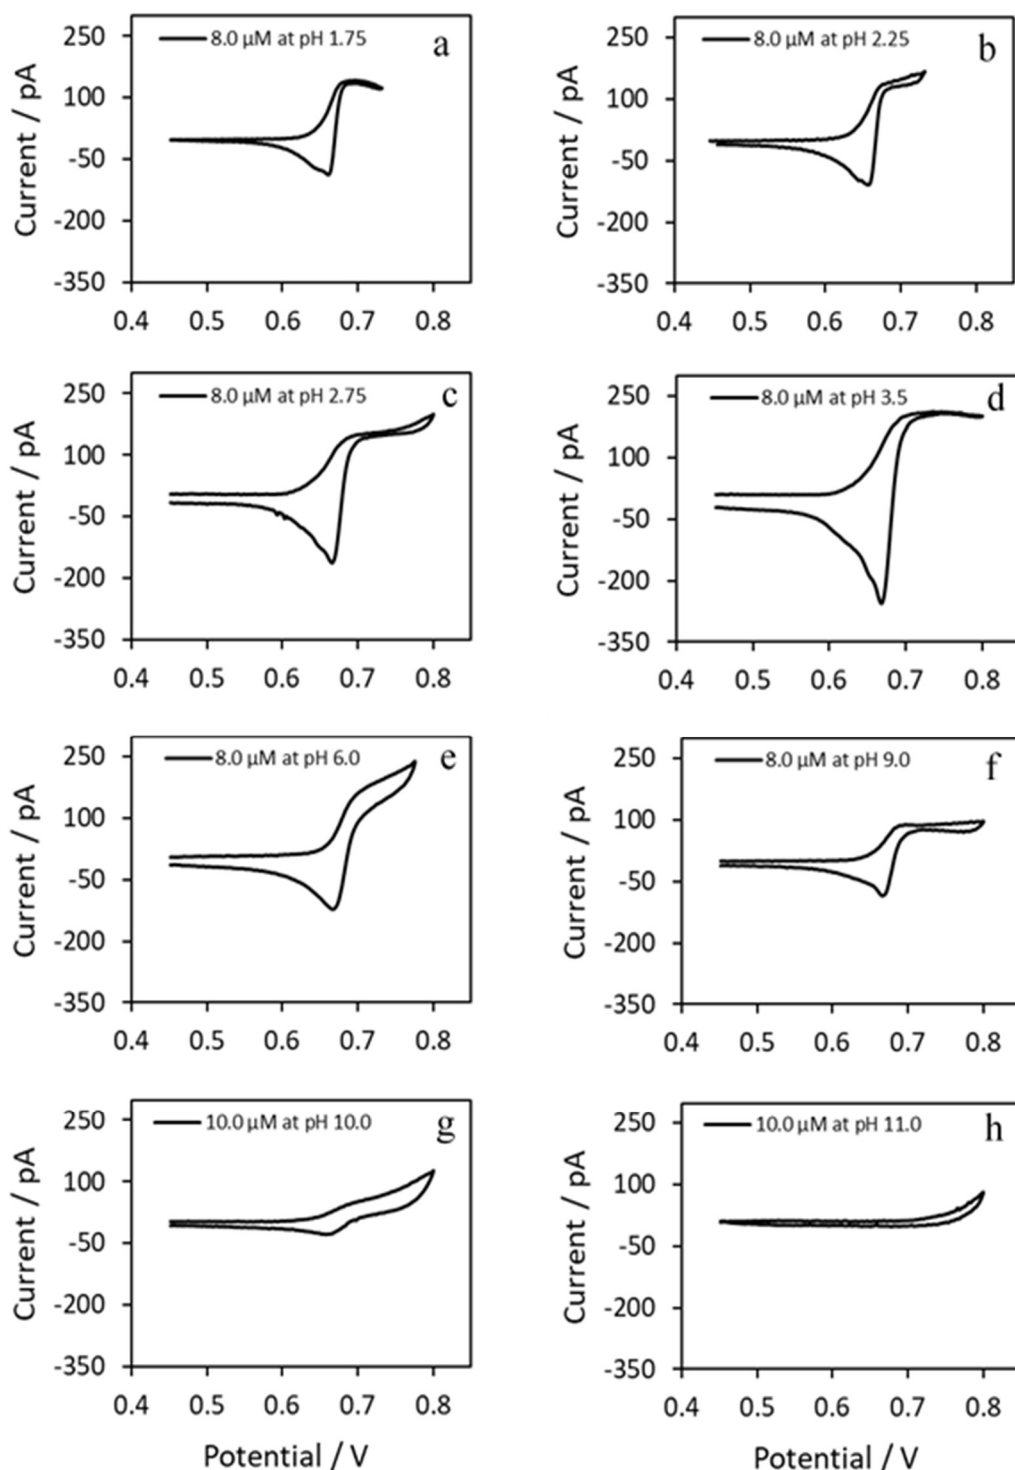 8.0 μM at pH 1.75
a
250
100
-50
-200
-350
Current / pA
0.4 0.5 0.6 0.7 0.8
8.0 μM at pH 2.25
b
250
100
-50
-200
-350
Current / pA
0.4 0.5 0.6 0.7 0.8
8.0 μM at pH 2.75
c
250
100
-50
-200
-350
Current / pA
0.4 0.5 0.6 0.7 0.8
8.0 μM at pH 3.5
d
250
100
-50
-200
-350
Current / pA
0.4 0.5 0.6 0.7 0.8
8.0 μM at pH 6.0
e
250
100
-50
-200
-350
Current / pA
0.4 0.5 0.6 0.7 0.8
8.0 μM at pH 9.0
f
250
100
-50
-200
-350
Current / pA
0.4 0.5 0.6 0.7 0.8
10.0 μM at pH 10.0
g
250
100
-50
-200
-350
Current / pA
0.4 0.5 0.6 0.7 0.8
Potential / V
10.0 μM at pH 11.0
h
250
100
-50
-200
-350
Current / pA
0.4 0.5 0.6 0.7 0.8
Potential / V